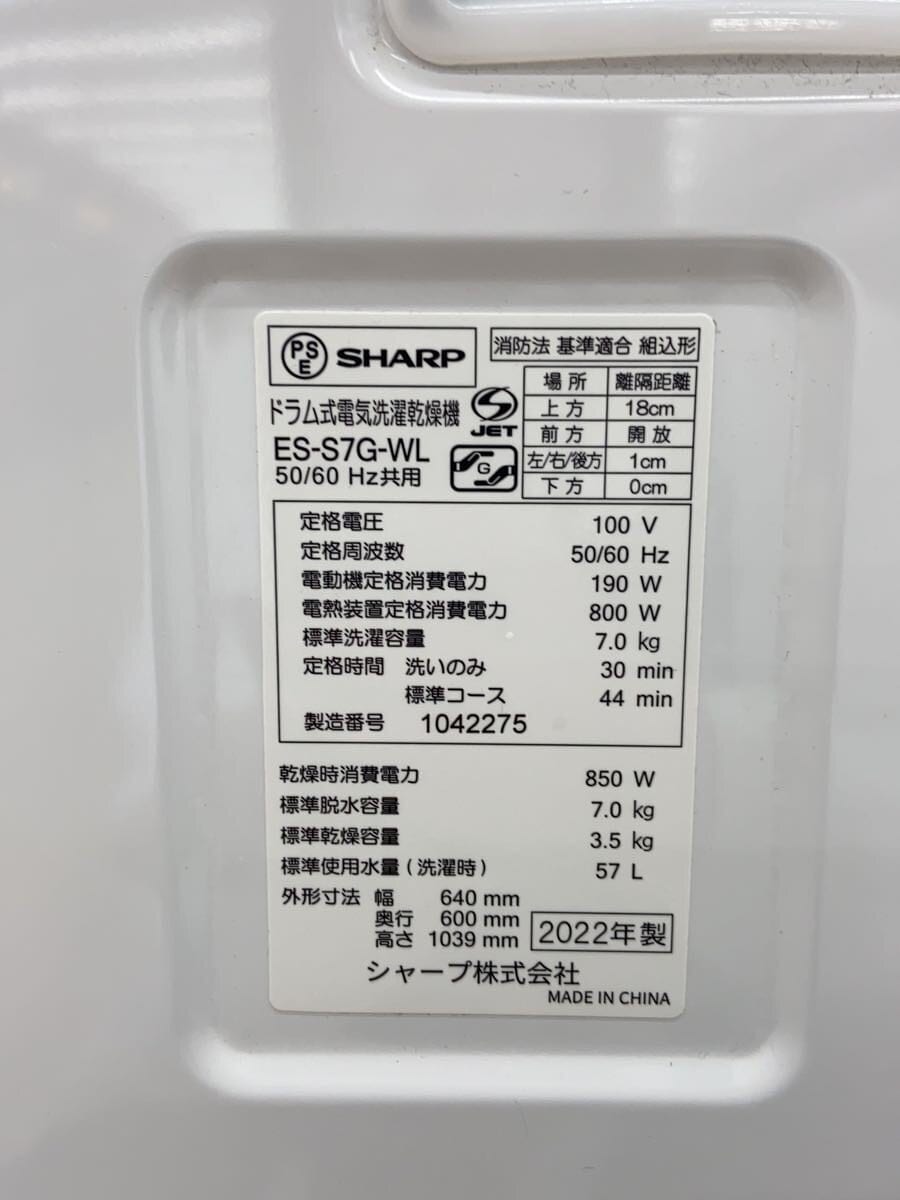 PSE SHARP
消防法 基準適合 組込形
ドラム式電気洗濯乾燥機
JET
ES-S7G-WL
50/60 Hz共用
G
場所 離隔距離
上方 18cm
前方 開放
左/右/後方 1cm
下方 0cm
定格電圧 100 V
定格周波数 50/60 Hz
電動機定格消費電力 190 W
電熱装置定格消費電力 800 W
標準洗濯容量 7.0 kg
定格時間 洗いのみ 30 min
標準コース 44 min
製造番号 1042275
乾燥時消費電力 850 W
標準脱水容量 7.0 kg
標準乾燥容量 3.5 kg
標準使用水量(洗濯時) 57 L
外形寸法 幅 640 mm
奥行 600 mm
高さ 1039 mm
2022年製
シャープ株式会社
MADE IN CHINA